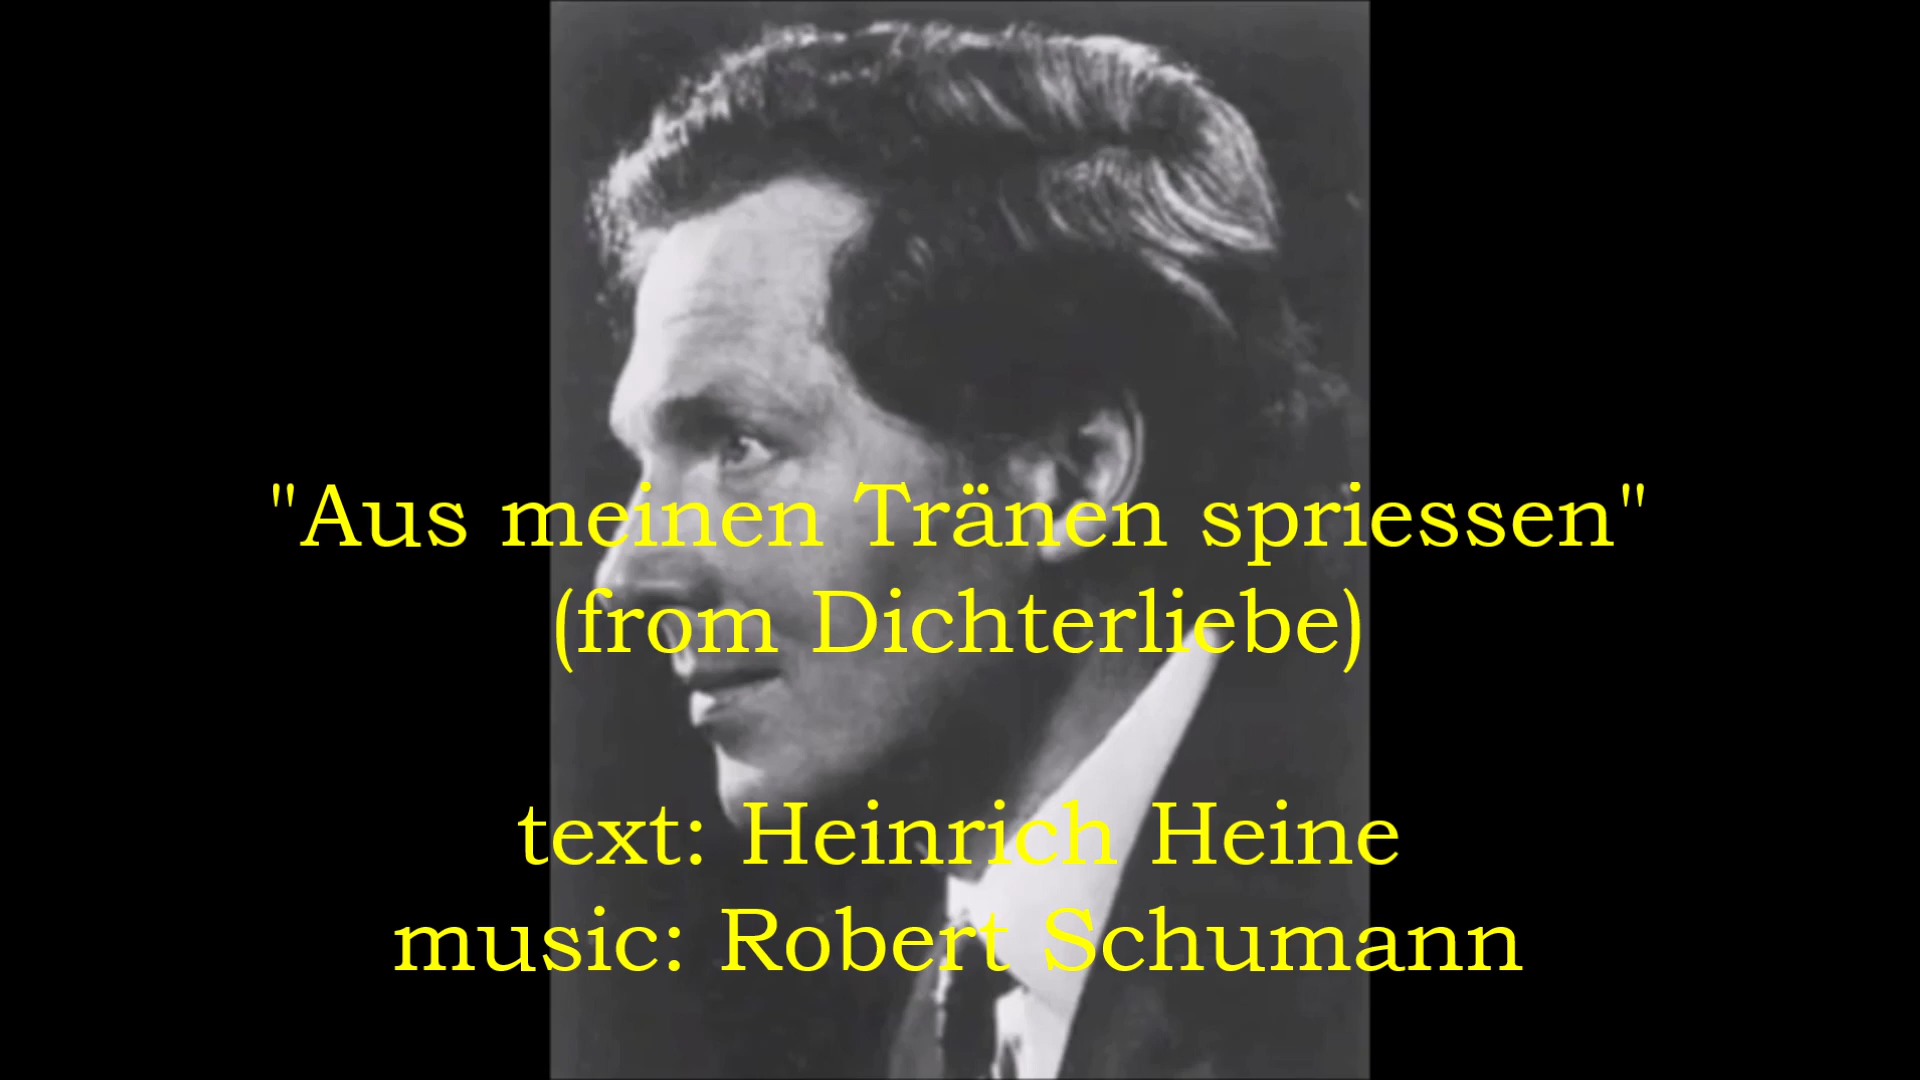 "Aus meinen Tränen spriessen"
(from Dichterliebe)
text: Heinrich Heine
music: Robert Schumann